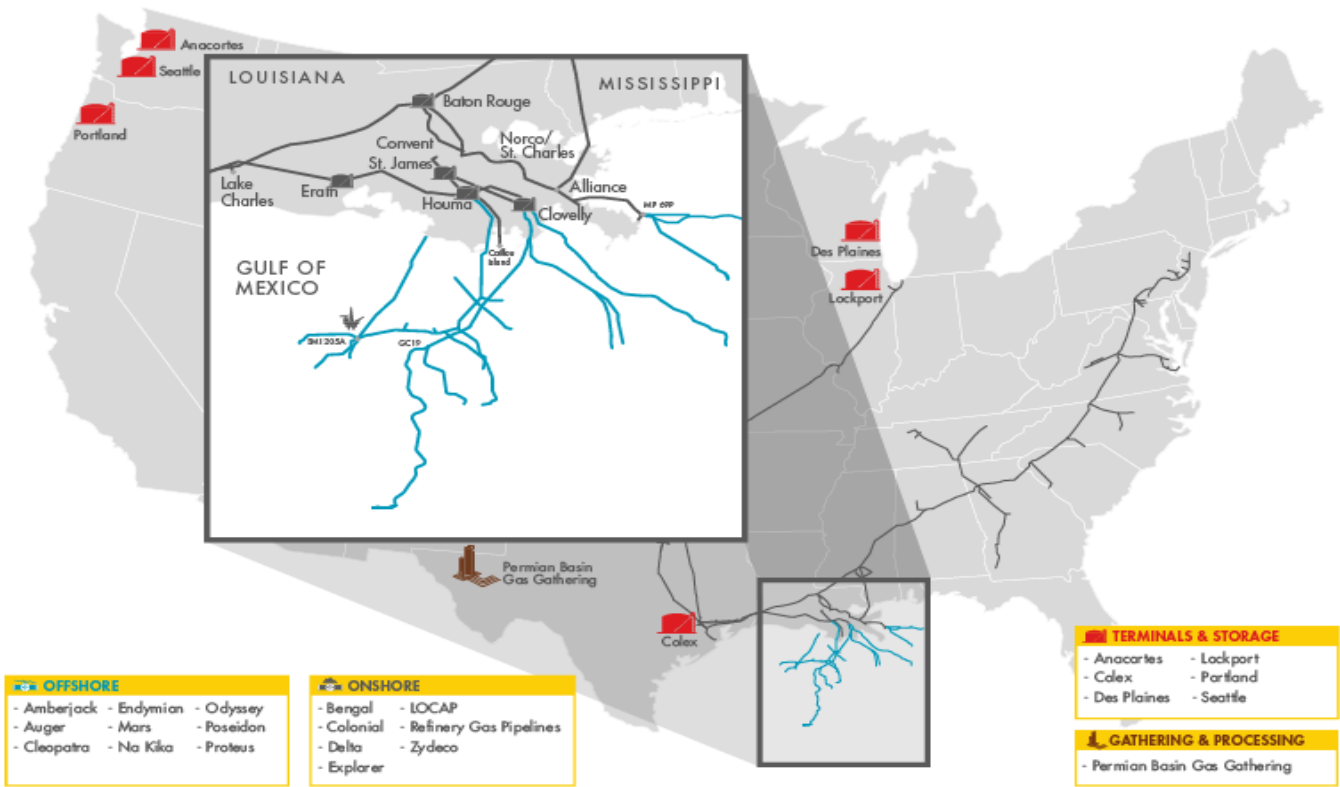 Anacortes
Seattle
Portland
LOUISIANA
MISSISSIPPI
Baton Rouge
Convent
Norco/
St. Charles
St. James
Lake
Charles
Erath
Houma
Alliance
Clovelly
MP 69P
Caillou
Island
GULF OF
MEXICO
SMI 205A
GC19
Des Plaines
Lockport
Permian Basin
Gas Gathering
Colex
OFFSHORE
- Amberjack - Endymian - Odyssey
- Auger - Mars - Poseidon
- Cleopatra - Na Kika - Proteus
ONSHORE
- Bengal - LOCAP
- Colonial - Refinery Gas Pipelines
- Delta - Zydeco
- Explorer
TERMINALS & STORAGE
- Anacortes - Lockport
- Colex - Portland
- Des Plaines - Seattle
GATHERING & PROCESSING
- Permian Basin Gas Gathering